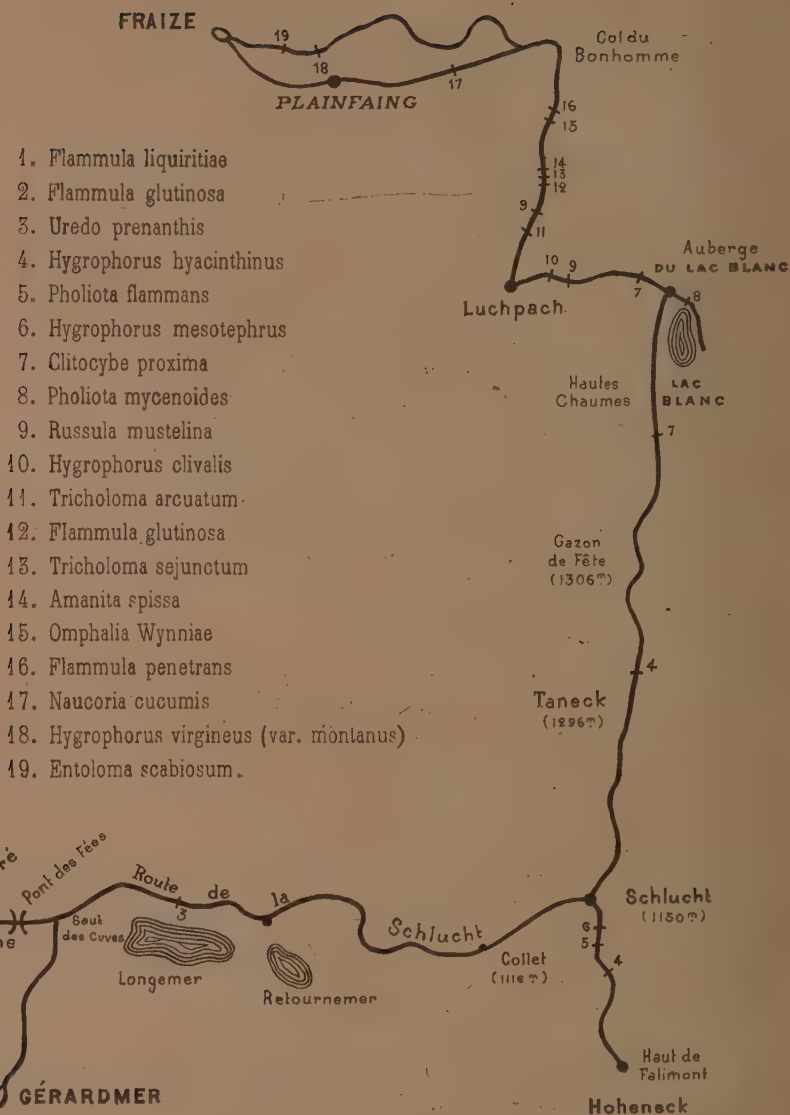 FRAIZE
19
18
PLAINFAING
17
Col du
Bonhomme
16
15
14
13
12
9
11
10
9
7
8
Luchpach
Auberge
DU LAC BLANC
LAC
BLANC
Hautes
Chaumes
7
1. Flammula liquiritiae
2. Flammula glutinosa
3. Uredo prenanthis
4. Hygrophorus hyacinthinus
5. Pholiota flammans
6. Hygrophorus mesotephrus
7. Clitocybe proxima
8. Pholiota mycenoides
9. Russula mustelina
10. Hygrophorus clivalis
11. Tricholoma arcuatum
12. Flammula glutinosa
13. Tricholoma sejunctum
14. Amanita spissa
15. Omphalia Wynniae
16. Flammula penetrans
17. Naucoria cucumis
18. Hygrophorus virgineus (var. montanus)
19. Entoloma scabiosum.
Gazon
de Fête
(1306m)
4
Taneck
(1296m)
Pont des Fées
Route de la Schlucht
3
Saut
des Cuves
Longemer
Retournemer
Collet
(1116m)
Schlucht
(1150m)
6
5
4
Haut de
Falimont
Hoheneck
GÉRARDMER